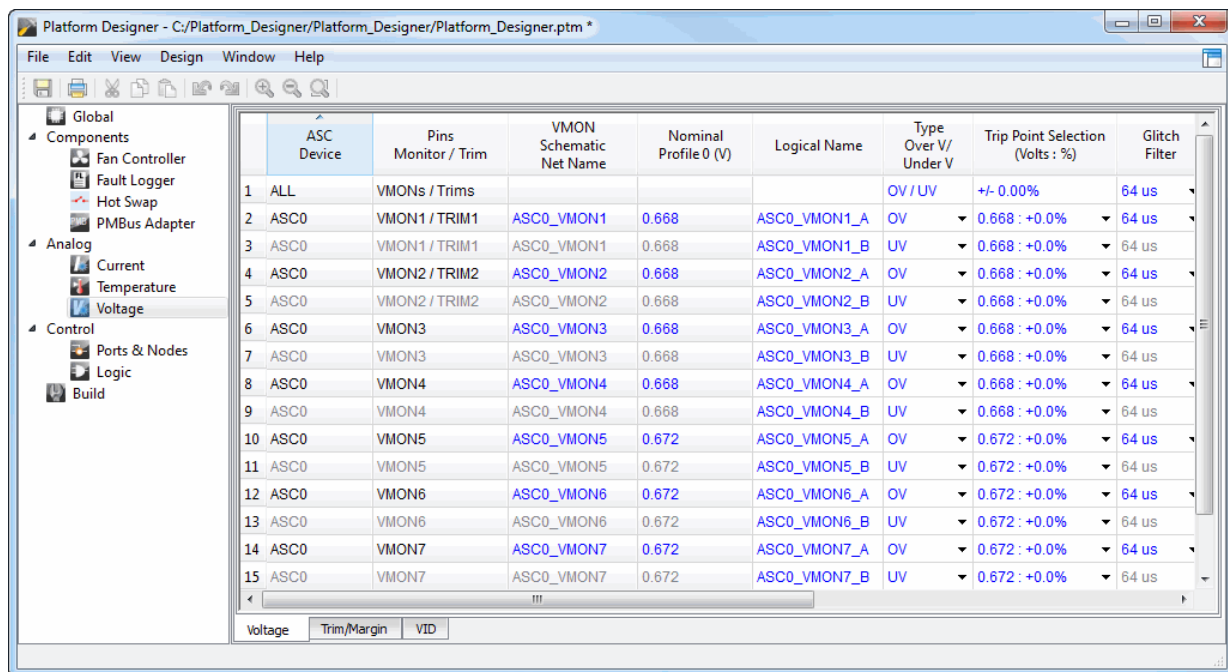 Platform Designer - C:/Platform_Designer/Platform_Designer/Platform_Designer.ptm *
File Edit View Design Window Help
Global
Components
Fan Controller
Fault Logger
Hot Swap
PMBus Adapter
Analog
Current
Temperature
Voltage
Control
Ports & Nodes
Logic
Build
ASC Device
Pins Monitor / Trim
VMON Schematic Net Name
Nominal Profile 0 (V)
Logical Name
Type Over V/ Under V
Trip Point Selection (Volts : %)
Glitch Filter
1 ALL VMONs / Trims OV / UV +/- 0.00% 64 us
2 ASC0 VMON1 / TRIM1 ASC0_VMON1 0.668 ASC0_VMON1_A OV 0.668 : +0.0% 64 us
3 ASC0 VMON1 / TRIM1 ASC0_VMON1 0.668 ASC0_VMON1_B UV 0.668 : +0.0% 64 us
4 ASC0 VMON2 / TRIM2 ASC0_VMON2 0.668 ASC0_VMON2_A OV 0.668 : +0.0% 64 us
5 ASC0 VMON2 / TRIM2 ASC0_VMON2 0.668 ASC0_VMON2_B UV 0.668 : +0.0% 64 us
6 ASC0 VMON3 ASC0_VMON3 0.668 ASC0_VMON3_A OV 0.668 : +0.0% 64 us
7 ASC0 VMON3 ASC0_VMON3 0.668 ASC0_VMON3_B UV 0.668 : +0.0% 64 us
8 ASC0 VMON4 ASC0_VMON4 0.668 ASC0_VMON4_A OV 0.668 : +0.0% 64 us
9 ASC0 VMON4 ASC0_VMON4 0.668 ASC0_VMON4_B UV 0.668 : +0.0% 64 us
10 ASC0 VMON5 ASC0_VMON5 0.672 ASC0_VMON5_A OV 0.672 : +0.0% 64 us
11 ASC0 VMON5 ASC0_VMON5 0.672 ASC0_VMON5_B UV 0.672 : +0.0% 64 us
12 ASC0 VMON6 ASC0_VMON6 0.672 ASC0_VMON6_A OV 0.672 : +0.0% 64 us
13 ASC0 VMON6 ASC0_VMON6 0.672 ASC0_VMON6_B UV 0.672 : +0.0% 64 us
14 ASC0 VMON7 ASC0_VMON7 0.672 ASC0_VMON7_A OV 0.672 : +0.0% 64 us
15 ASC0 VMON7 ASC0_VMON7 0.672 ASC0_VMON7_B UV 0.672 : +0.0% 64 us
Voltage Trim/Margin VID